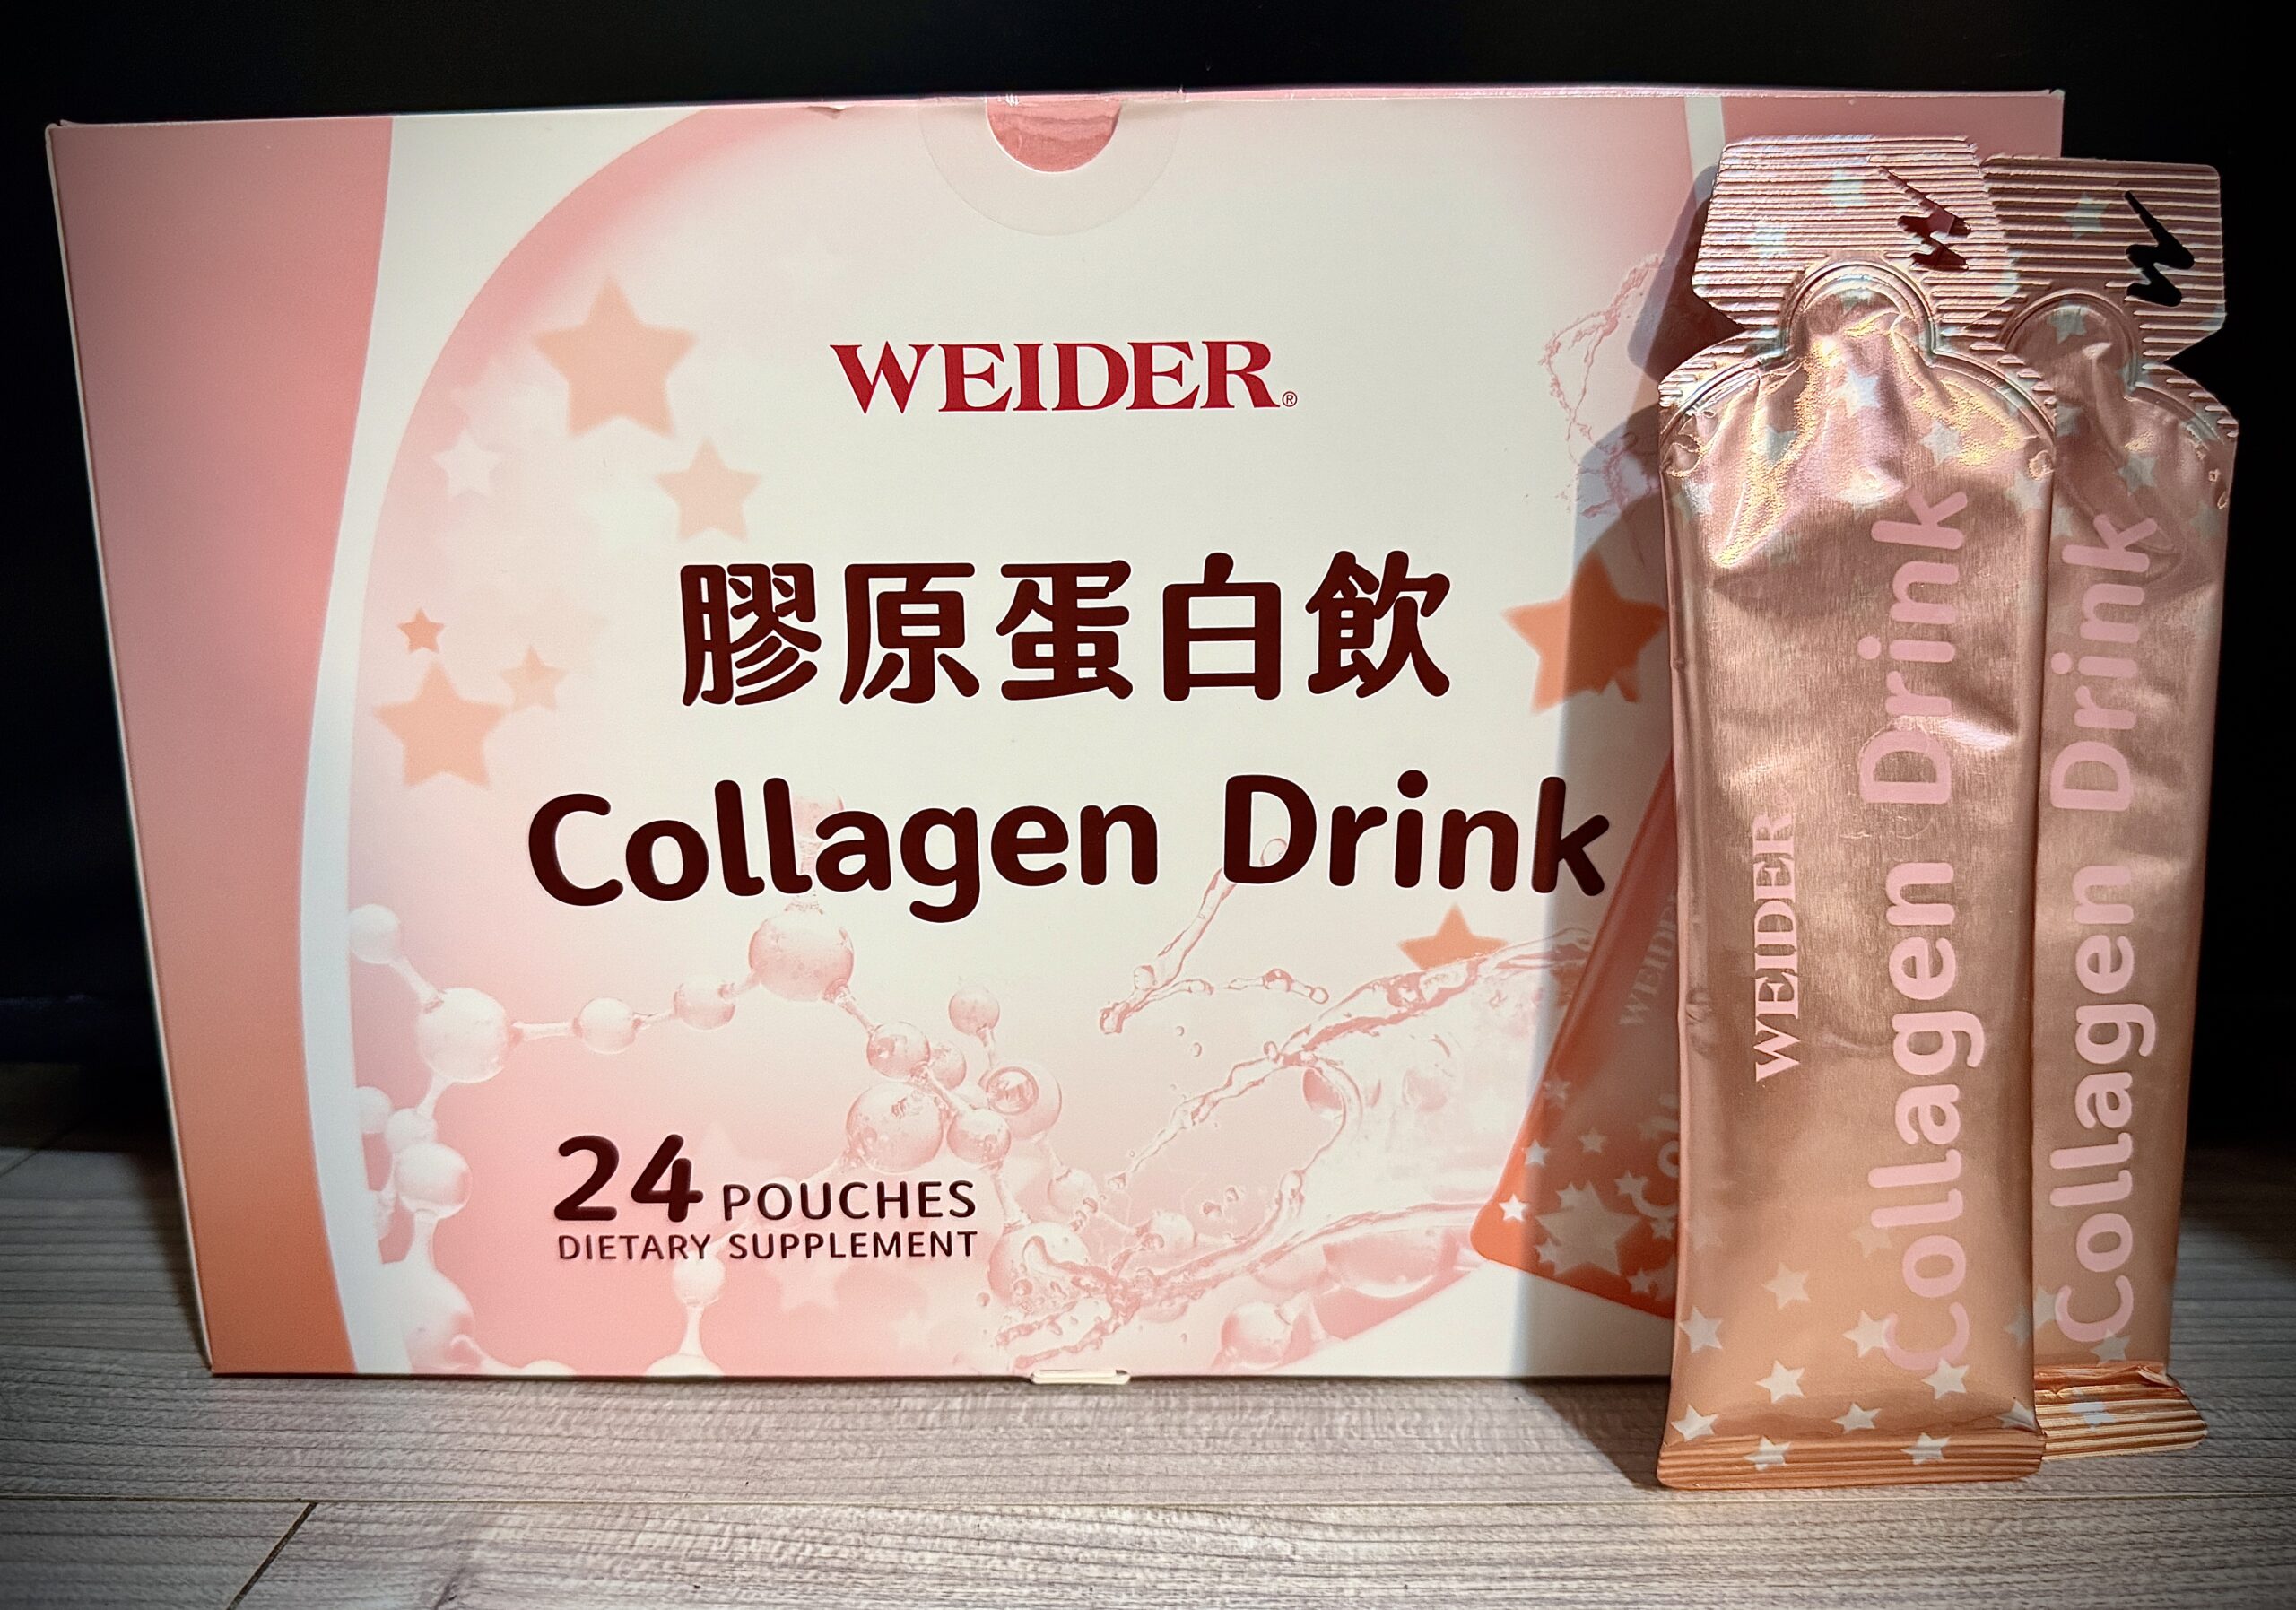 WEIDER®
膠原蛋白飲
Collagen Drink
24 POUCHES
DIETARY SUPPLEMENT
WEIDER
Collagen Drink
Collagen Drink